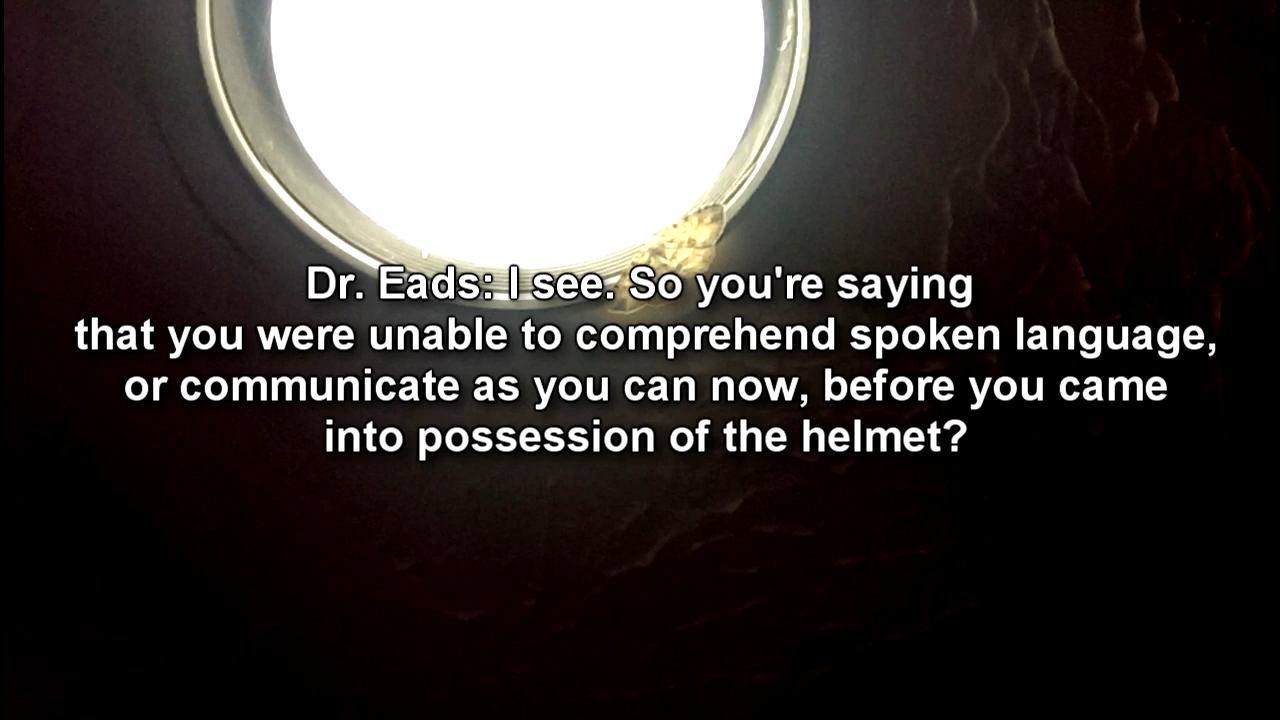 Dr. Eads: I see. So you're saying
that you were unable to comprehend spoken language,
or communicate as you can now, before you came
into possession of the helmet?